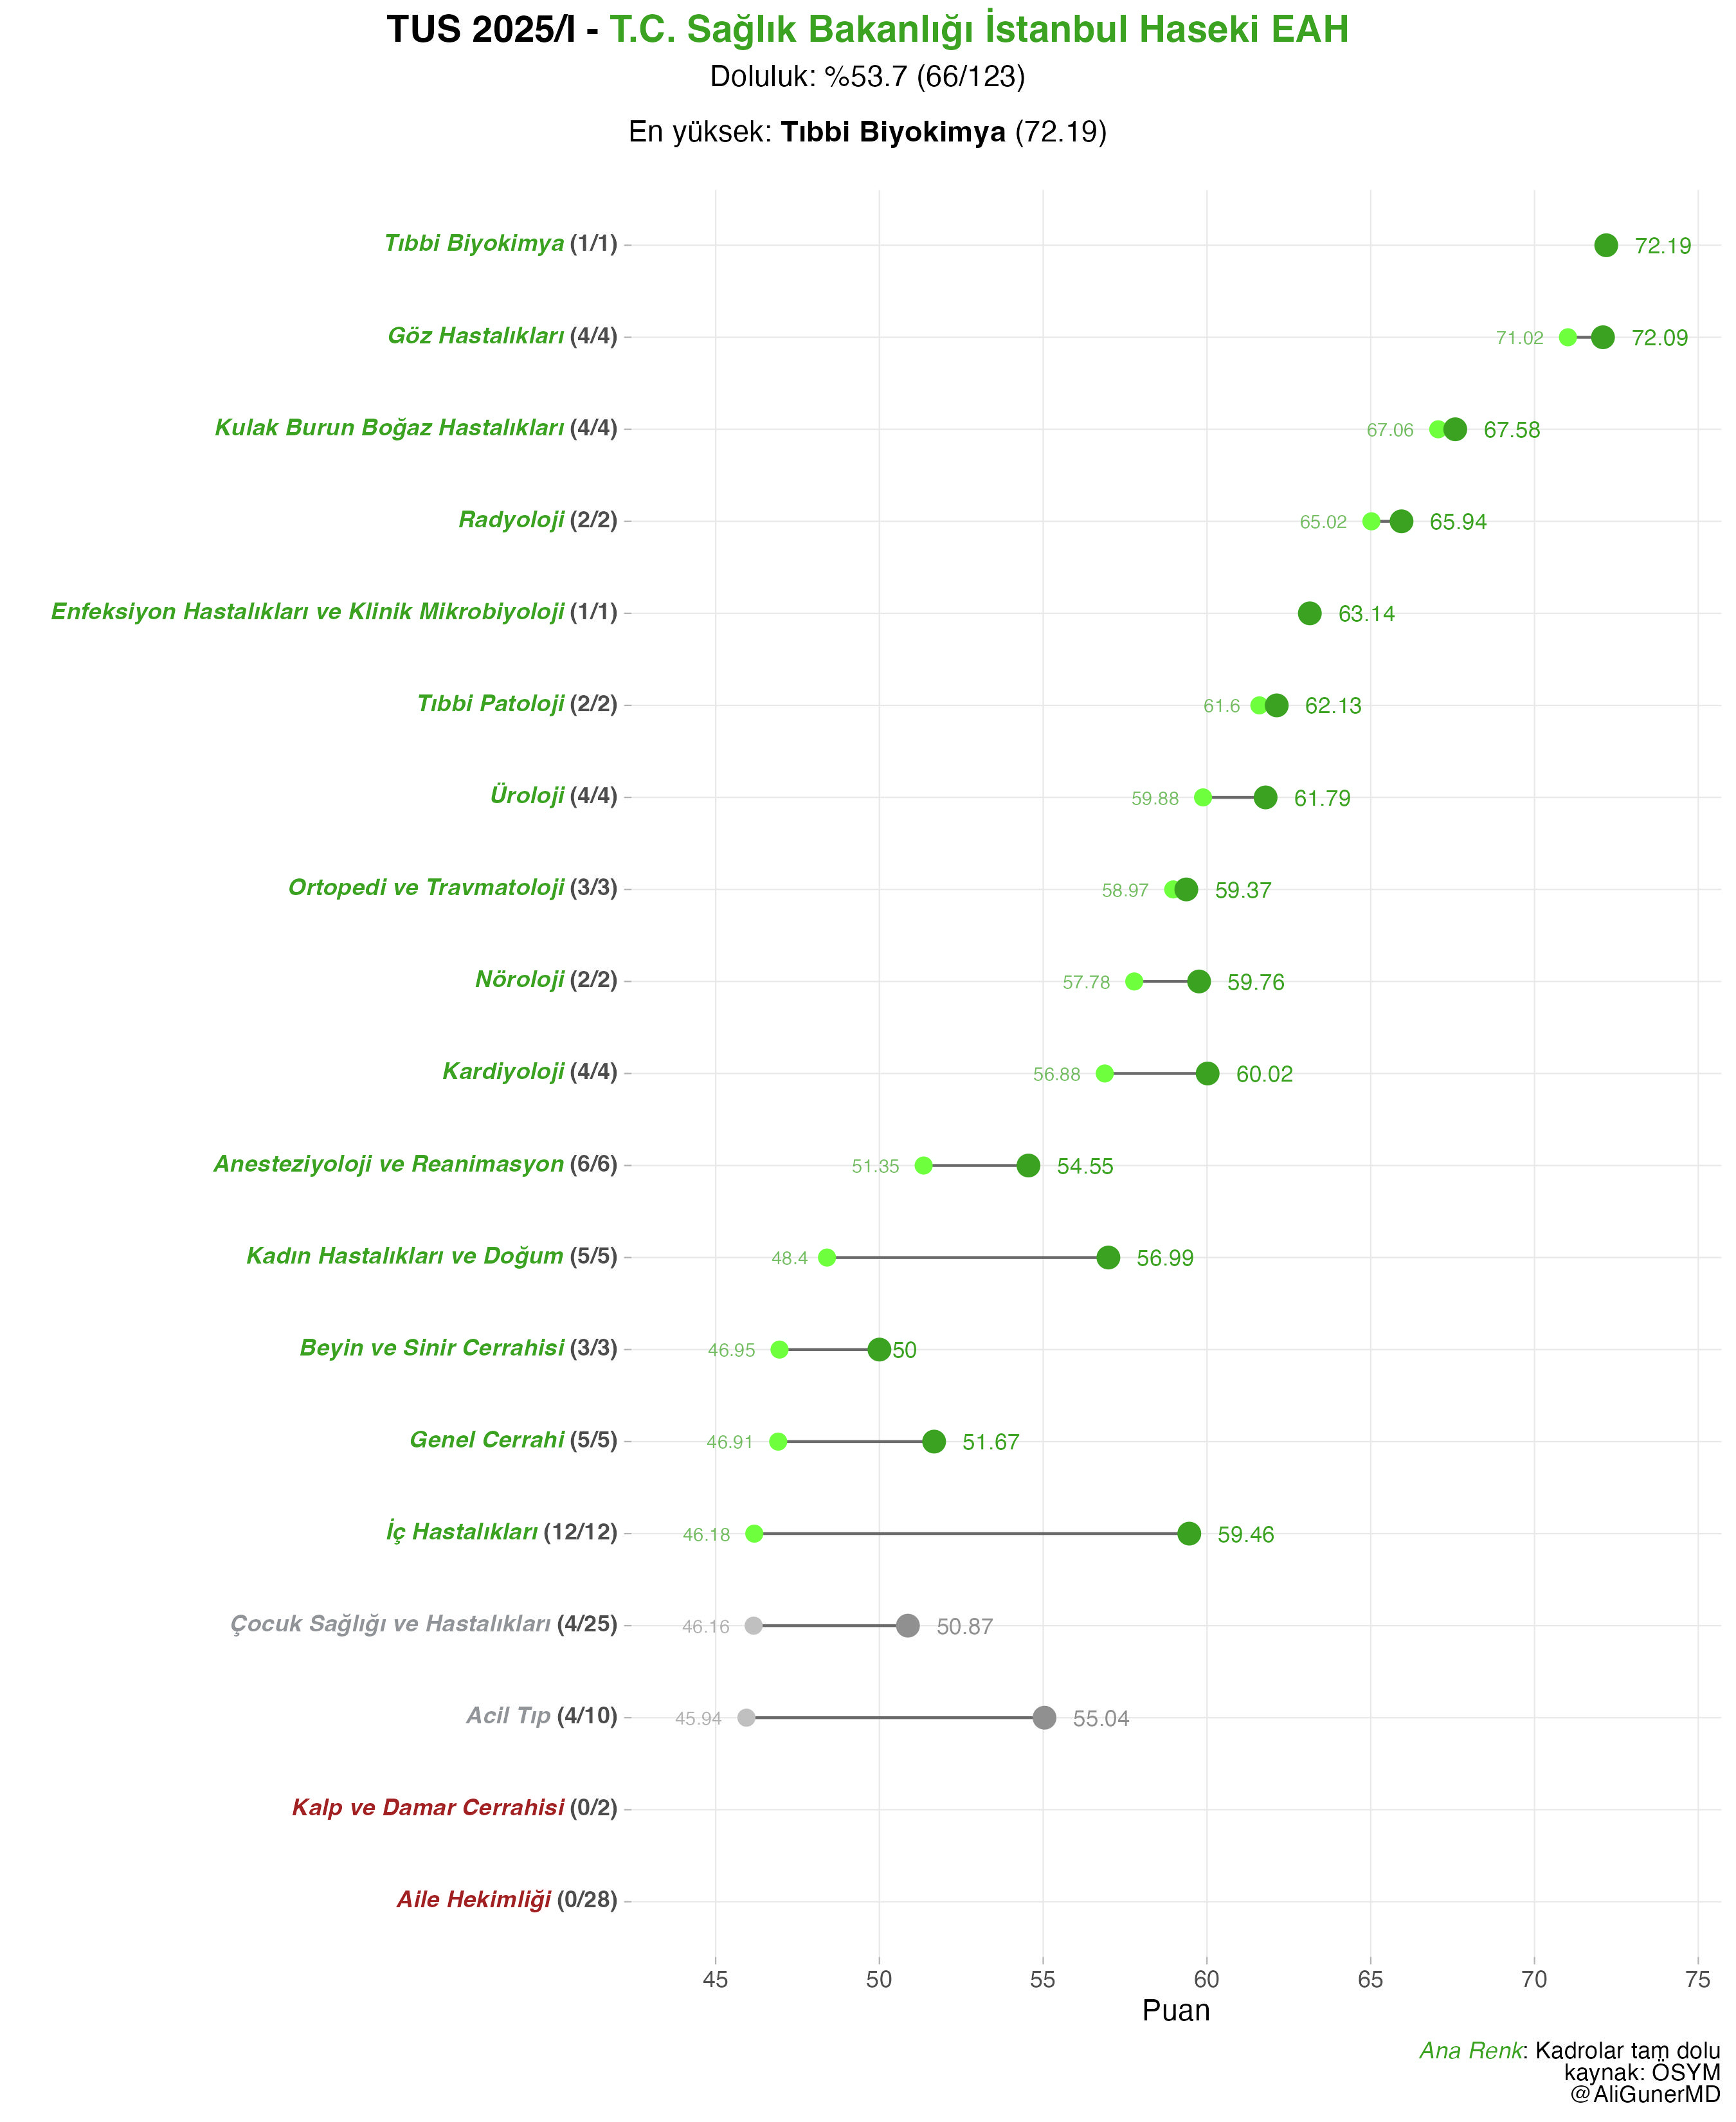 TUS 2025/I - T.C. Sağlık Bakanlığı İstanbul Haseki EAH
Doluluk: %53.7 (66/123)
En yüksek: Tıbbi Biyokimya (72.19)
Tıbbi Biyokimya (1/1) 72.19
Göz Hastalıkları (4/4) 71.02 72.09
Kulak Burun Boğaz Hastalıkları (4/4) 67.06 67.58
Radyoloji (2/2) 65.02 65.94
Enfeksiyon Hastalıkları ve Klinik Mikrobiyoloji (1/1) 63.14
Tıbbi Patoloji (2/2) 61.6 62.13
Üroloji (4/4) 59.88 61.79
Ortopedi ve Travmatoloji (3/3) 58.97 59.37
Nöroloji (2/2) 57.78 59.76
Kardiyoloji (4/4) 56.88 60.02
Anesteziyoloji ve Reanimasyon (6/6) 51.35 54.55
Kadın Hastalıkları ve Doğum (5/5) 48.4 56.99
Beyin ve Sinir Cerrahisi (3/3) 46.95 50
Genel Cerrahi (5/5) 46.91 51.67
İç Hastalıkları (12/12) 46.18 59.46
Çocuk Sağlığı ve Hastalıkları (4/25) 46.16 50.87
Acil Tıp (4/10) 45.94 55.04
Kalp ve Damar Cerrahisi (0/2)
Aile Hekimliği (0/28)
45 50 55 60 65 70 75
Puan
Ana Renk: Kadrolar tam dolu
kaynak: ÖSYM
@AliGunerMD